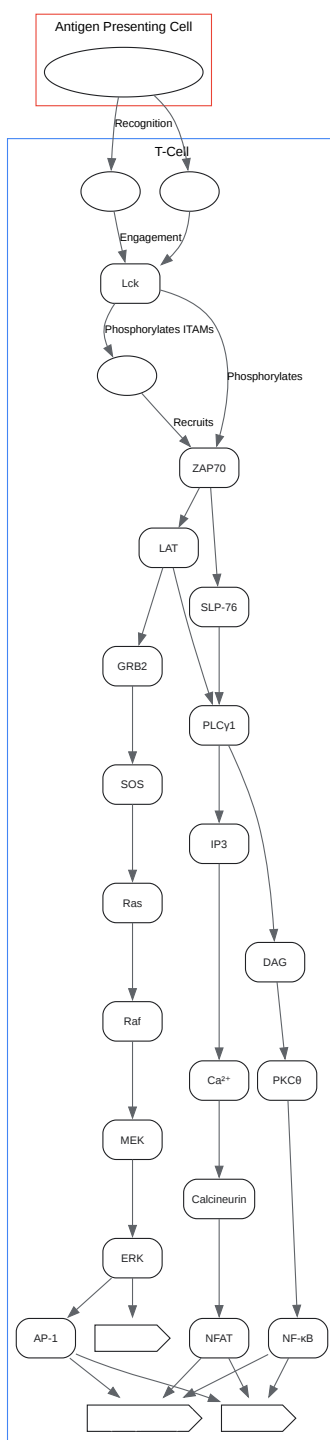 Antigen Presenting Cell
Recognition
T-Cell
Engagement
Lck
Phosphorylates ITAMs
Phosphorylates
Recruits
ZAP70
LAT
SLP-76
GRB2
PLCγ1
SOS
IP3
Ras
DAG
Raf
Ca²⁺
PKCθ
MEK
Calcineurin
ERK
AP-1
NFAT
NF-κB